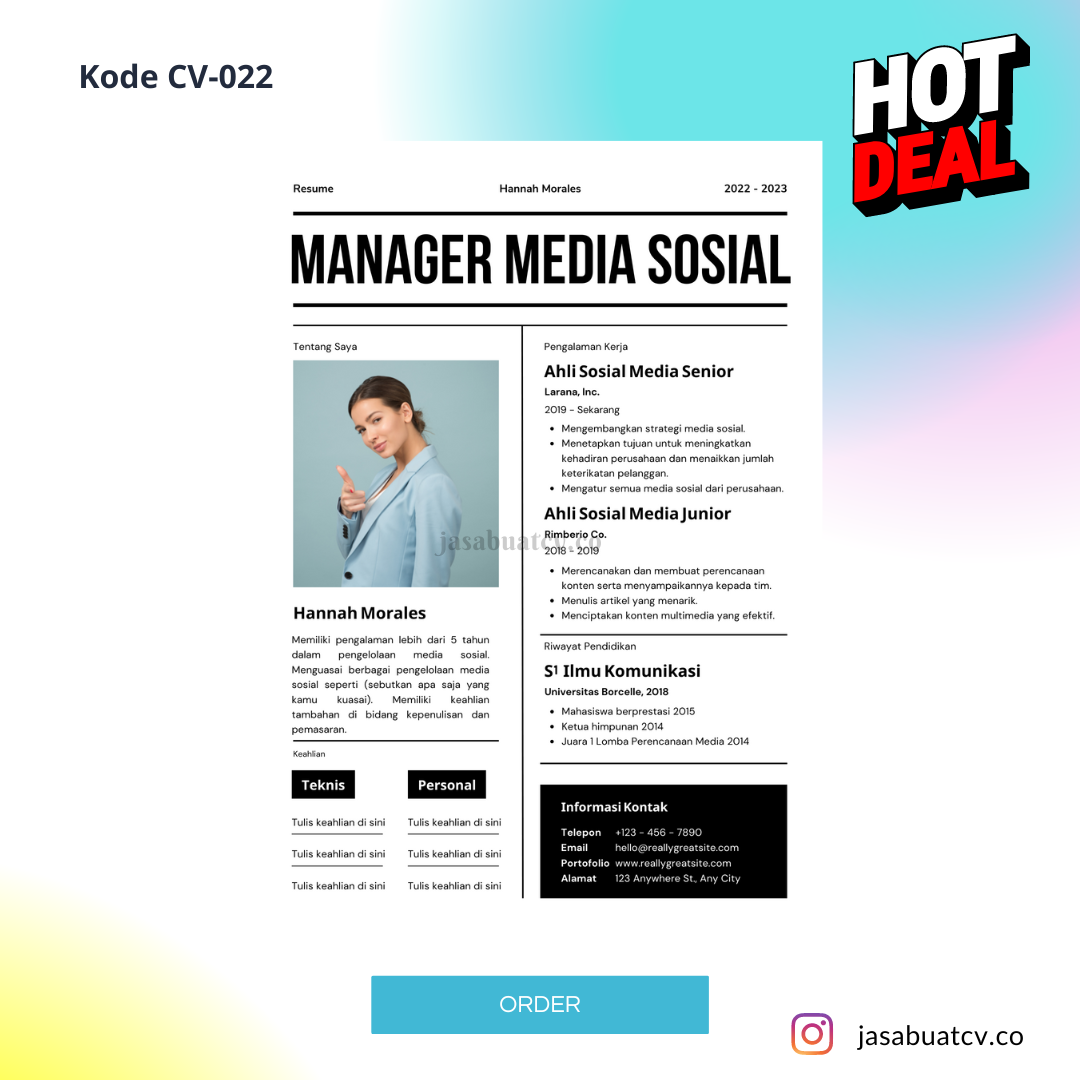 Kode CV-022
HOT
DEAL
Resume
Hannah Morales
2022 - 2023
MANAGER MEDIA SOSIAL
Tentang Saya
Hannah Morales
Memiliki pengalaman lebih dari 5 tahun
dalam pengelolaan media sosial.
Menguasai berbagai pengelolaan media
sosial seperti (sebutkan apa saja yang
kamu kuasai). Memiliki keahlian
tambahan di bidang kepenulisan dan
pemasaran.
Keahlian
Teknis
Tulis keahlian di sini
Tulis keahlian di sini
Tulis keahlian di sini
Personal
Tulis keahlian di sini
Tulis keahlian di sini
Tulis keahlian di sini
Pengalaman Kerja
Ahli Sosial Media Senior
Larana, Inc.
2019 - Sekarang
• Mengembangkan strategi media sosial.
• Menetapkan tujuan untuk meningkatkan
kehadiran perusahaan dan menaikkan jumlah
keterikatan pelanggan.
• Mengatur semua media sosial dari perusahaan.
Ahli Sosial Media Junior
Rimberio Co.
jasabuatcv.co
2018 - 2019
• Merencanakan dan membuat perencanaan
konten serta menyampaikannya kepada tim.
• Menulis artikel yang menarik.
• Menciptakan konten multimedia yang efektif.
Riwayat Pendidikan
S1 Ilmu Komunikasi
Universitas Borcelle, 2018
• Mahasiswa berprestasi 2015
• Ketua himpunan 2014
• Juara 1 Lomba Perencanaan Media 2014
Informasi Kontak
Telepon +123 - 456 - 7890
Email hello@reallygreatsite.com
Portofolio www.reallygreatsite.com
Alamat 123 Anywhere St., Any City
ORDER
jasabuatcv.co